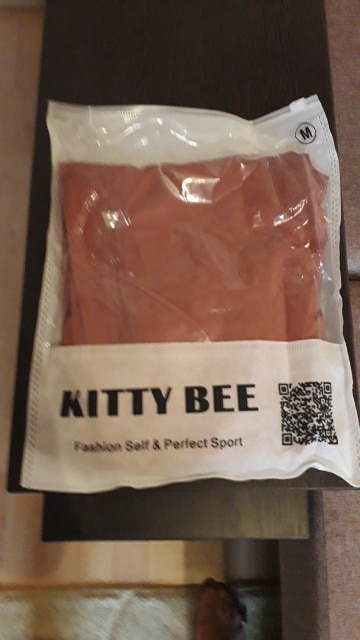 M
KITTY BEE
Fashion Self & Perfect Sport